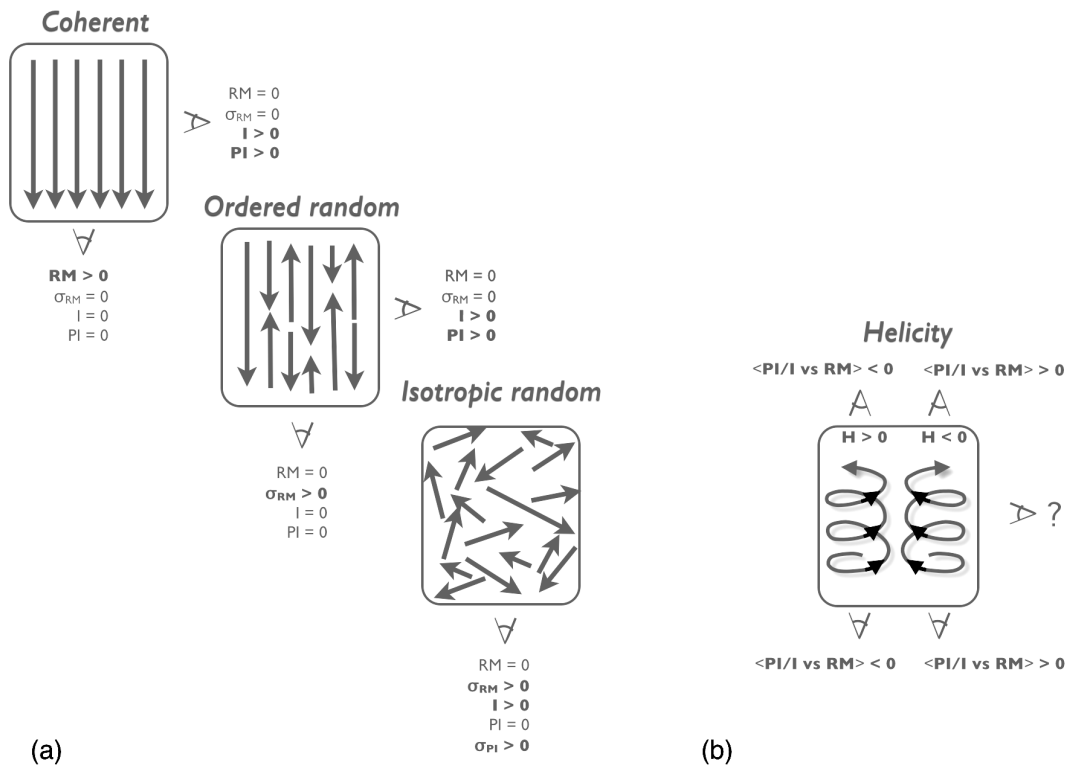 Coherent
RM = 0
σRM = 0
I > 0
PI > 0
RM > 0
σRM = 0
I = 0
PI = 0
Ordered random
RM = 0
σRM = 0
I > 0
PI > 0
RM = 0
σRM > 0
I = 0
PI = 0
Isotropic random
RM = 0
σRM > 0
I > 0
PI = 0
σPI > 0
(a)
Helicity
<PI/I vs RM> < 0 <PI/I vs RM> > 0
H > 0 H < 0
?
<PI/I vs RM> < 0 <PI/I vs RM> > 0
(b)